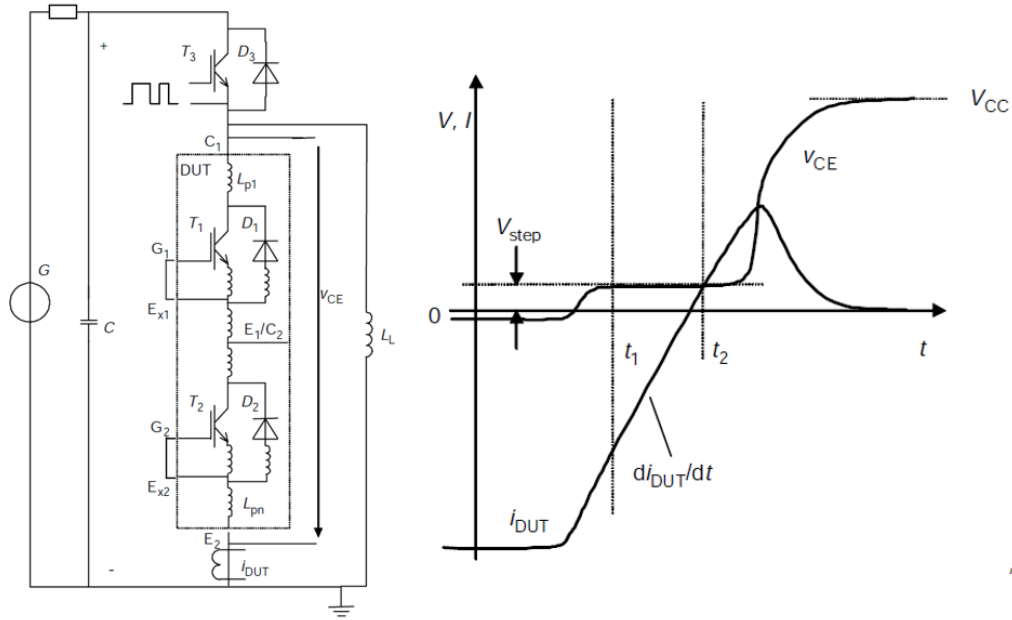 +
T3
D3
C1
DUT
Lp1
T1
D1
G1
G
vCE
Ex1
E1/C2
C
LL
T2
D2
G2
Ex2
Lpn
E2
-
iDUT
V, I
VCC
vCE
Vstep
0
t1
t2
t
diDUT/dt
iDUT